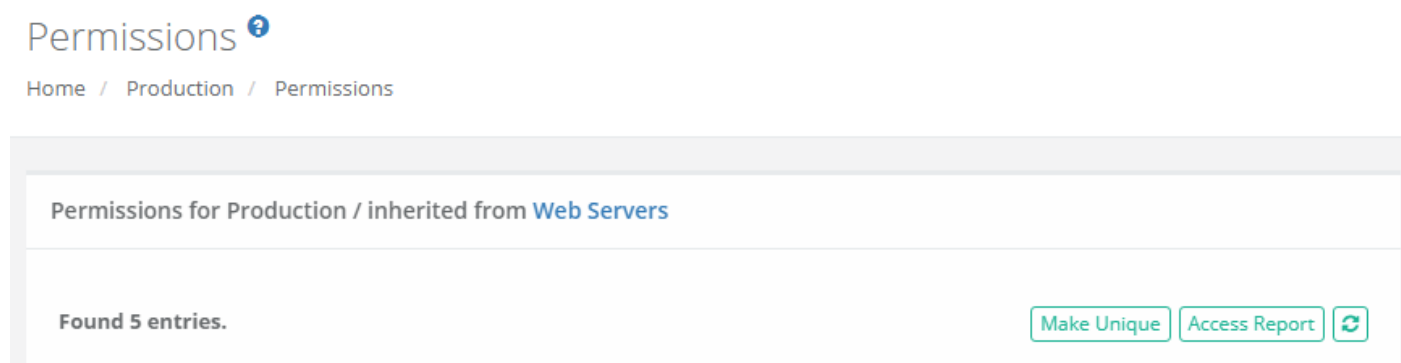 Permissions
Home / Production / Permissions
Permissions for Production / inherited from Web Servers
Found 5 entries.
Make Unique Access Report